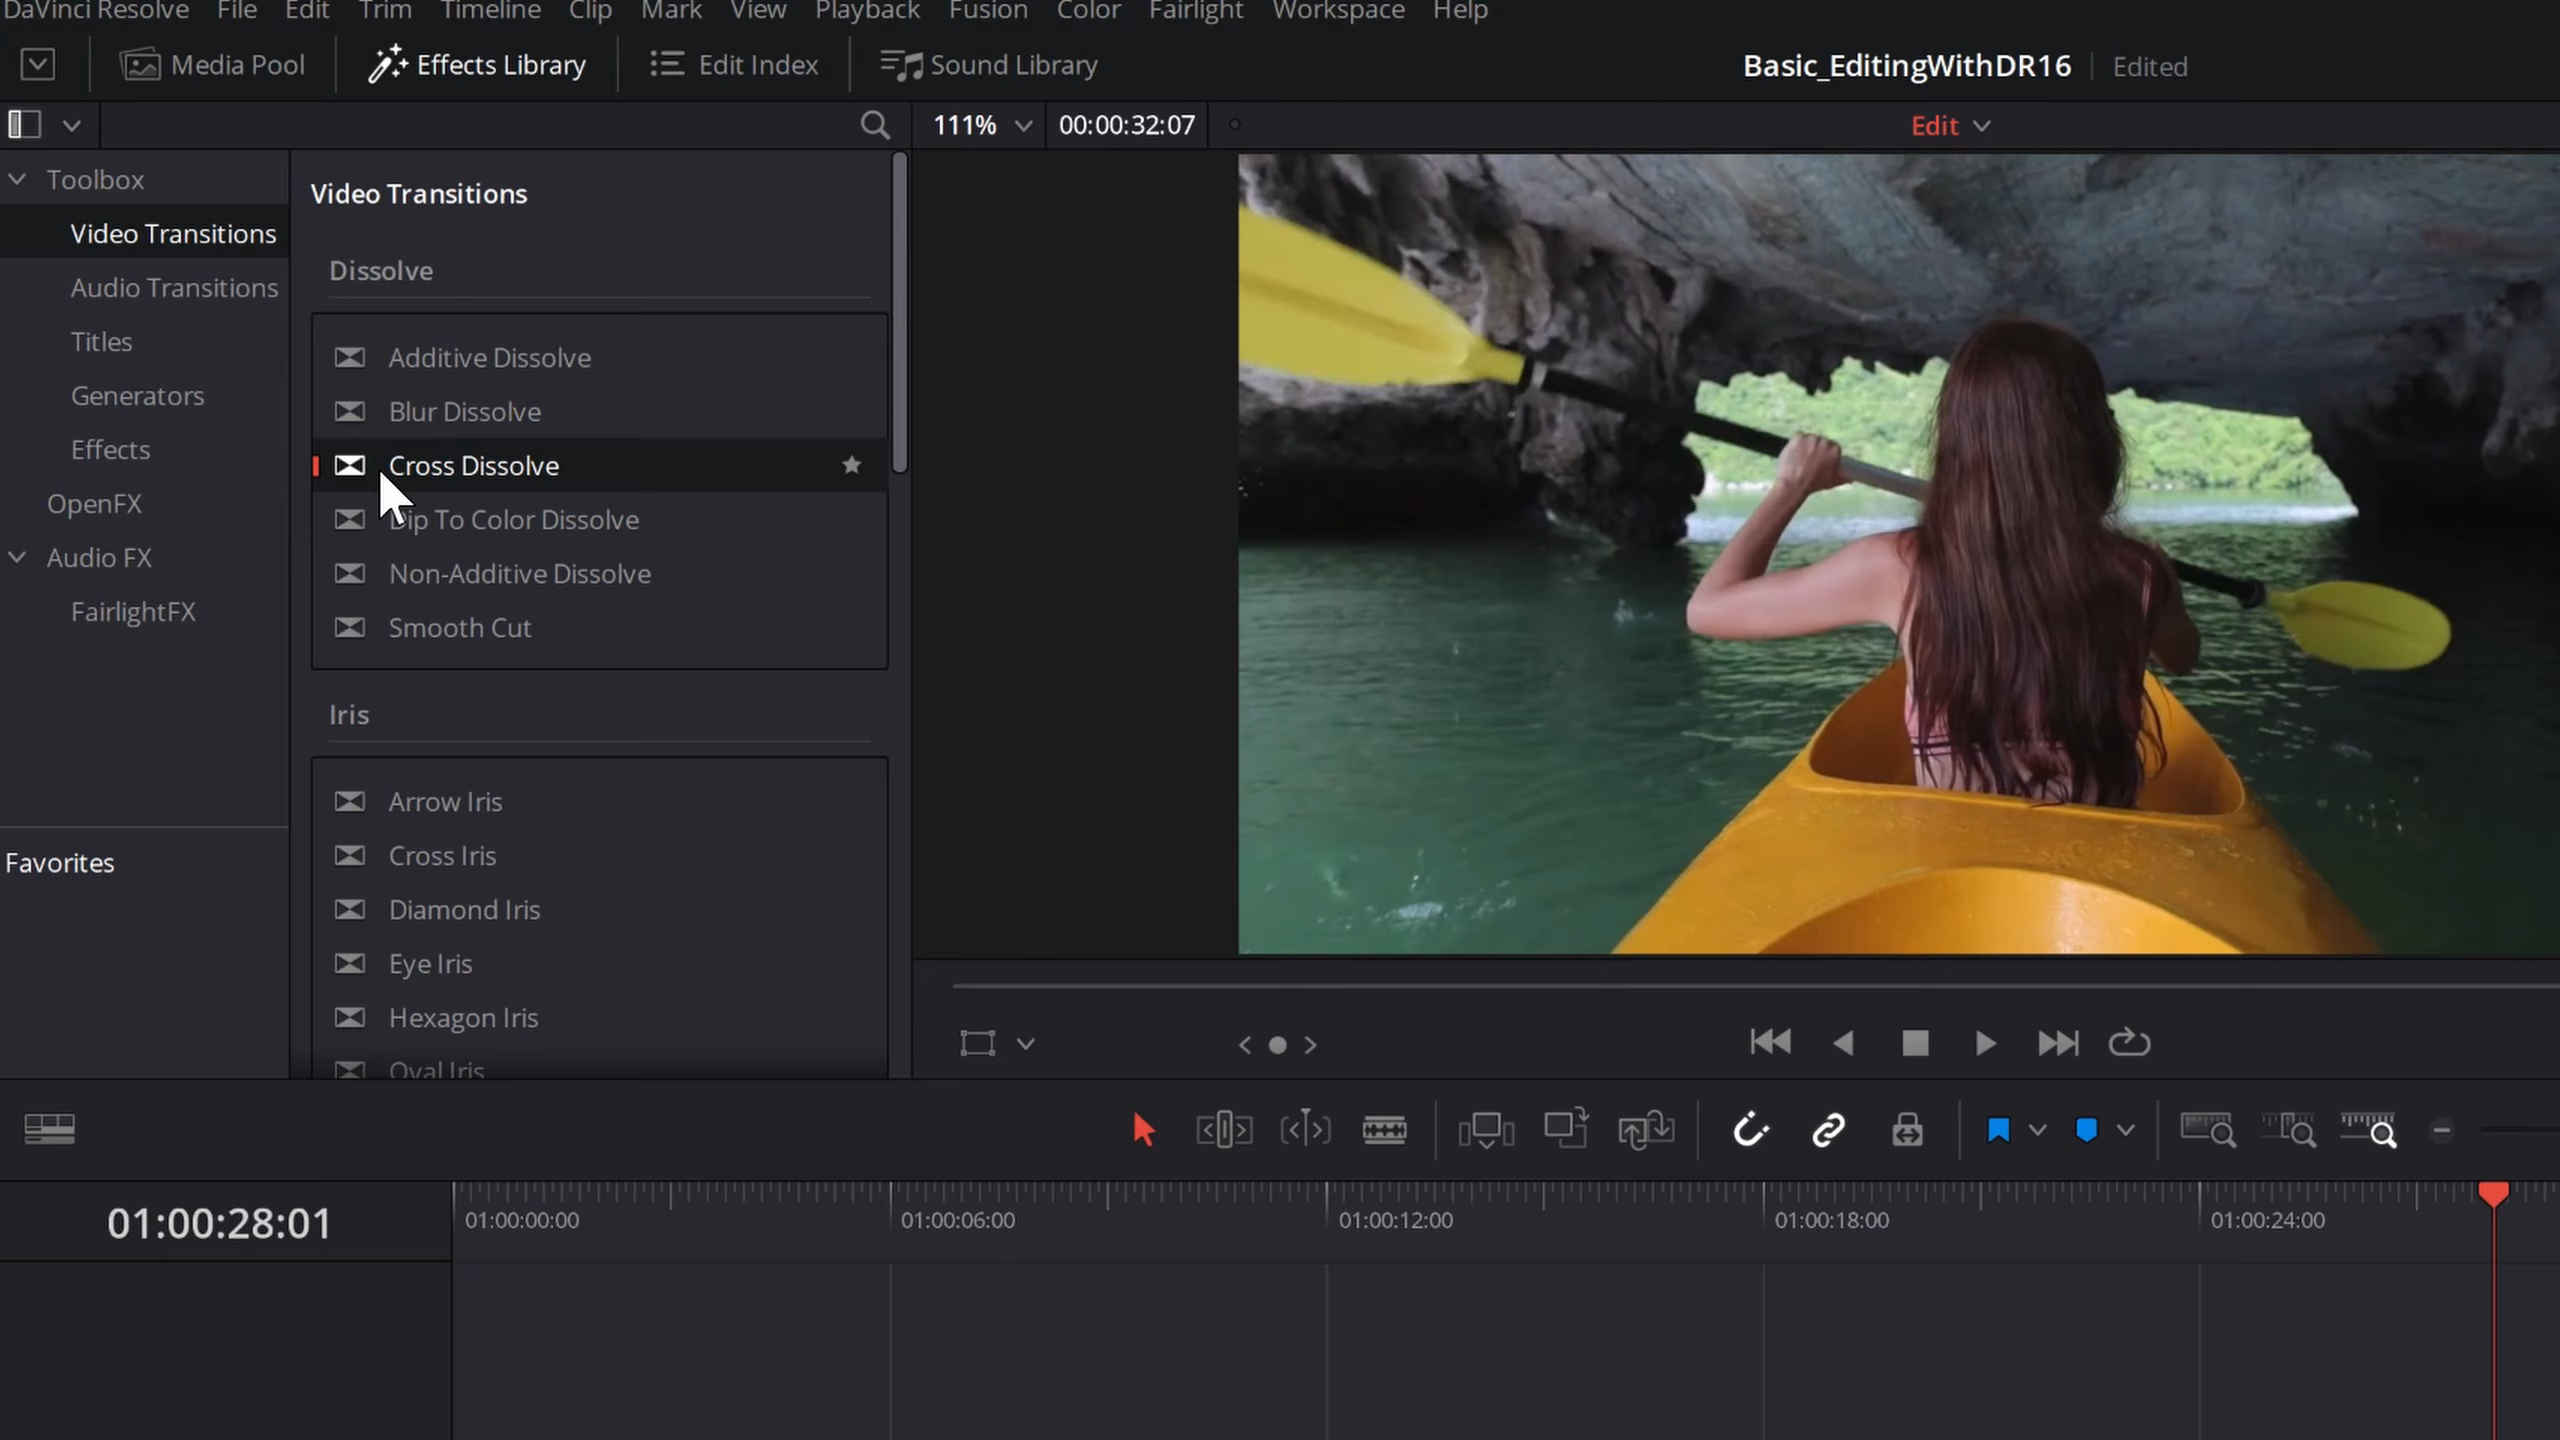 DaVinci Resolve File Edit Trim Timeline Clip Mark View Playback Fusion Color Fairlight Workspace Help
Media Pool Effects Library Edit Index Sound Library Basic_EditingWithDR16 Edited
111% 00:00:32:07 Edit
Toolbox
Video Transitions
Audio Transitions
Titles
Generators
Effects
OpenFX
Audio FX
FairlightFX
Favorites
Video Transitions
Dissolve
Additive Dissolve
Blur Dissolve
Cross Dissolve
Dip To Color Dissolve
Non-Additive Dissolve
Smooth Cut
Iris
Arrow Iris
Cross Iris
Diamond Iris
Eye Iris
Hexagon Iris
Oval Iris
01:00:28:01
01:00:00:00 01:00:06:00 01:00:12:00 01:00:18:00 01:00:24:00